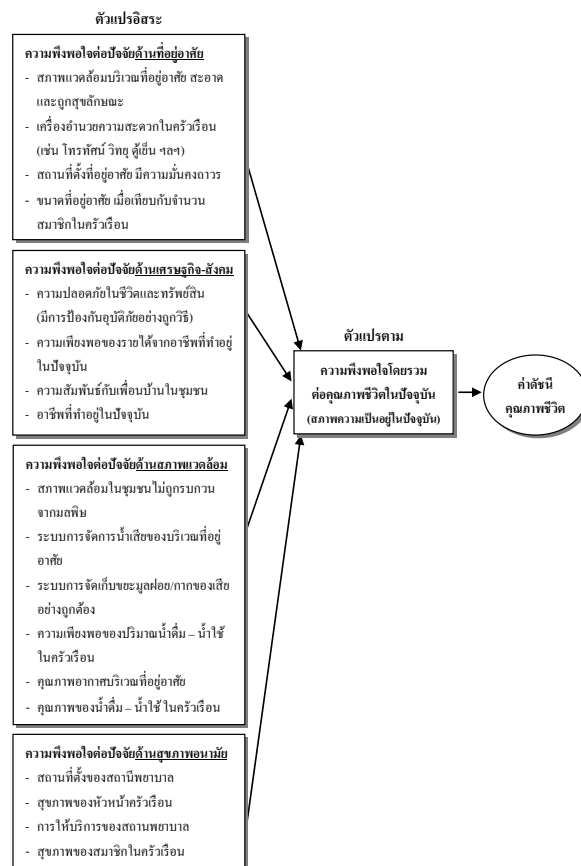 ตัวแปรอิสระ
ความพึงพอใจต่อปัจจัยด้านที่อยู่อาศัย
- สภาพแวดล้อมบริเวณที่อยู่อาศัย สะอาด
และถูกสุขลักษณะ
- เครื่องอำนวยความสะดวกในครัวเรือน
(เช่น โทรทัศน์ วิทยุ ตู้เย็น ฯลฯ)
- สถานที่ตั้งที่อยู่อาศัย มีความมั่นคงถาวร
- ขนาดที่อยู่อาศัย เมื่อเทียบกับจำนวน
สมาชิกในครัวเรือน
ความพึงพอใจต่อปัจจัยด้านเศรษฐกิจ-สังคม
- ความปลอดภัยในชีวิตและทรัพย์สิน
(มีการป้องกันอุบัติภัยอย่างถูกวิธี)
- ความเพียงพอของรายได้จากอาชีพที่ทำอยู่
ในปัจจุบัน
- ความสัมพันธ์กับเพื่อนบ้านในชุมชน
- อาชีพที่ทำอยู่ในปัจจุบัน
ความพึงพอใจต่อปัจจัยด้านสภาพแวดล้อม
- สภาพแวดล้อมในชุมชนไม่ถูกรบกวน
จากมลพิษ
- ระบบการจัดการน้ำเสียของบริเวณที่อยู่
อาศัย
- ระบบการจัดเก็บขยะมูลฝอย/กากของเสีย
อย่างถูกต้อง
- ความเพียงพอของปริมาณน้ำดื่ม – น้ำใช้
ในครัวเรือน
- คุณภาพอากาศบริเวณที่อยู่อาศัย
- คุณภาพของน้ำดื่ม – น้ำใช้ ในครัวเรือน
ความพึงพอใจต่อปัจจัยด้านสุขภาพอนามัย
- สถานที่ตั้งของสถานีพยาบาล
- สุขภาพของหัวหน้าครัวเรือน
- การให้บริการของสถานพยาบาล
- สุขภาพของสมาชิกในครัวเรือน
ตัวแปรตาม
ความพึงพอใจโดยรวม
ต่อคุณภาพชีวิตในปัจจุบัน
(สภาพความเป็นอยู่ในปัจจุบัน)
ค่าดัชนี
คุณภาพชีวิต